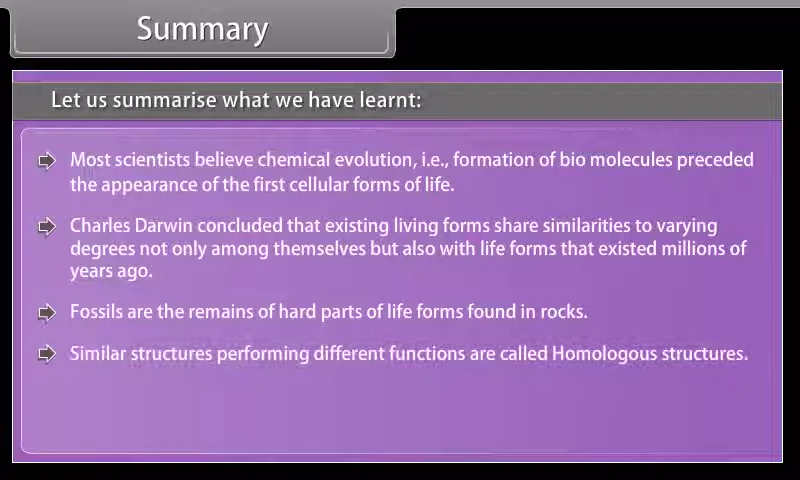 Summary
Let us summarise what we have learnt:
Most scientists believe chemical evolution, i.e., formation of bio molecules preceded
the appearance of the first cellular forms of life.
Charles Darwin concluded that existing living forms share similarities to varying
degrees not only among themselves but also with life forms that existed millions of
years ago.
Fossils are the remains of hard parts of life forms found in rocks.
Similar structures performing different functions are called Homologous structures.